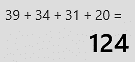 39 + 34 + 31 + 20 =
124